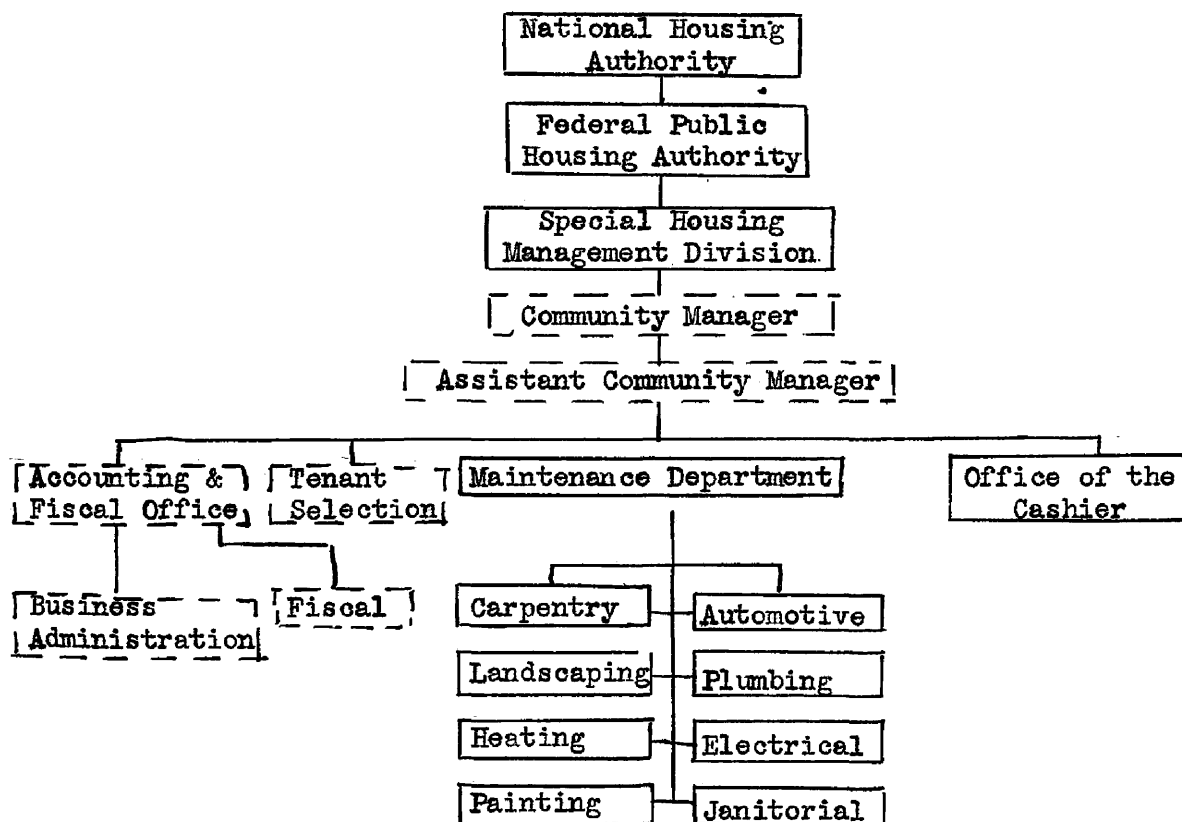 National Housing
Authority
Federal Public
Housing Authority
Special Housing
Management Division
Community Manager
Assistant Community Manager
Accounting &
Fiscal Office
Tenant
Selection
Maintenance Department
Office of the
Cashier
Business
Administration
Fiscal
Carpentry
Automotive
Landscaping
Plumbing
Heating
Electrical
Painting
Janitorial